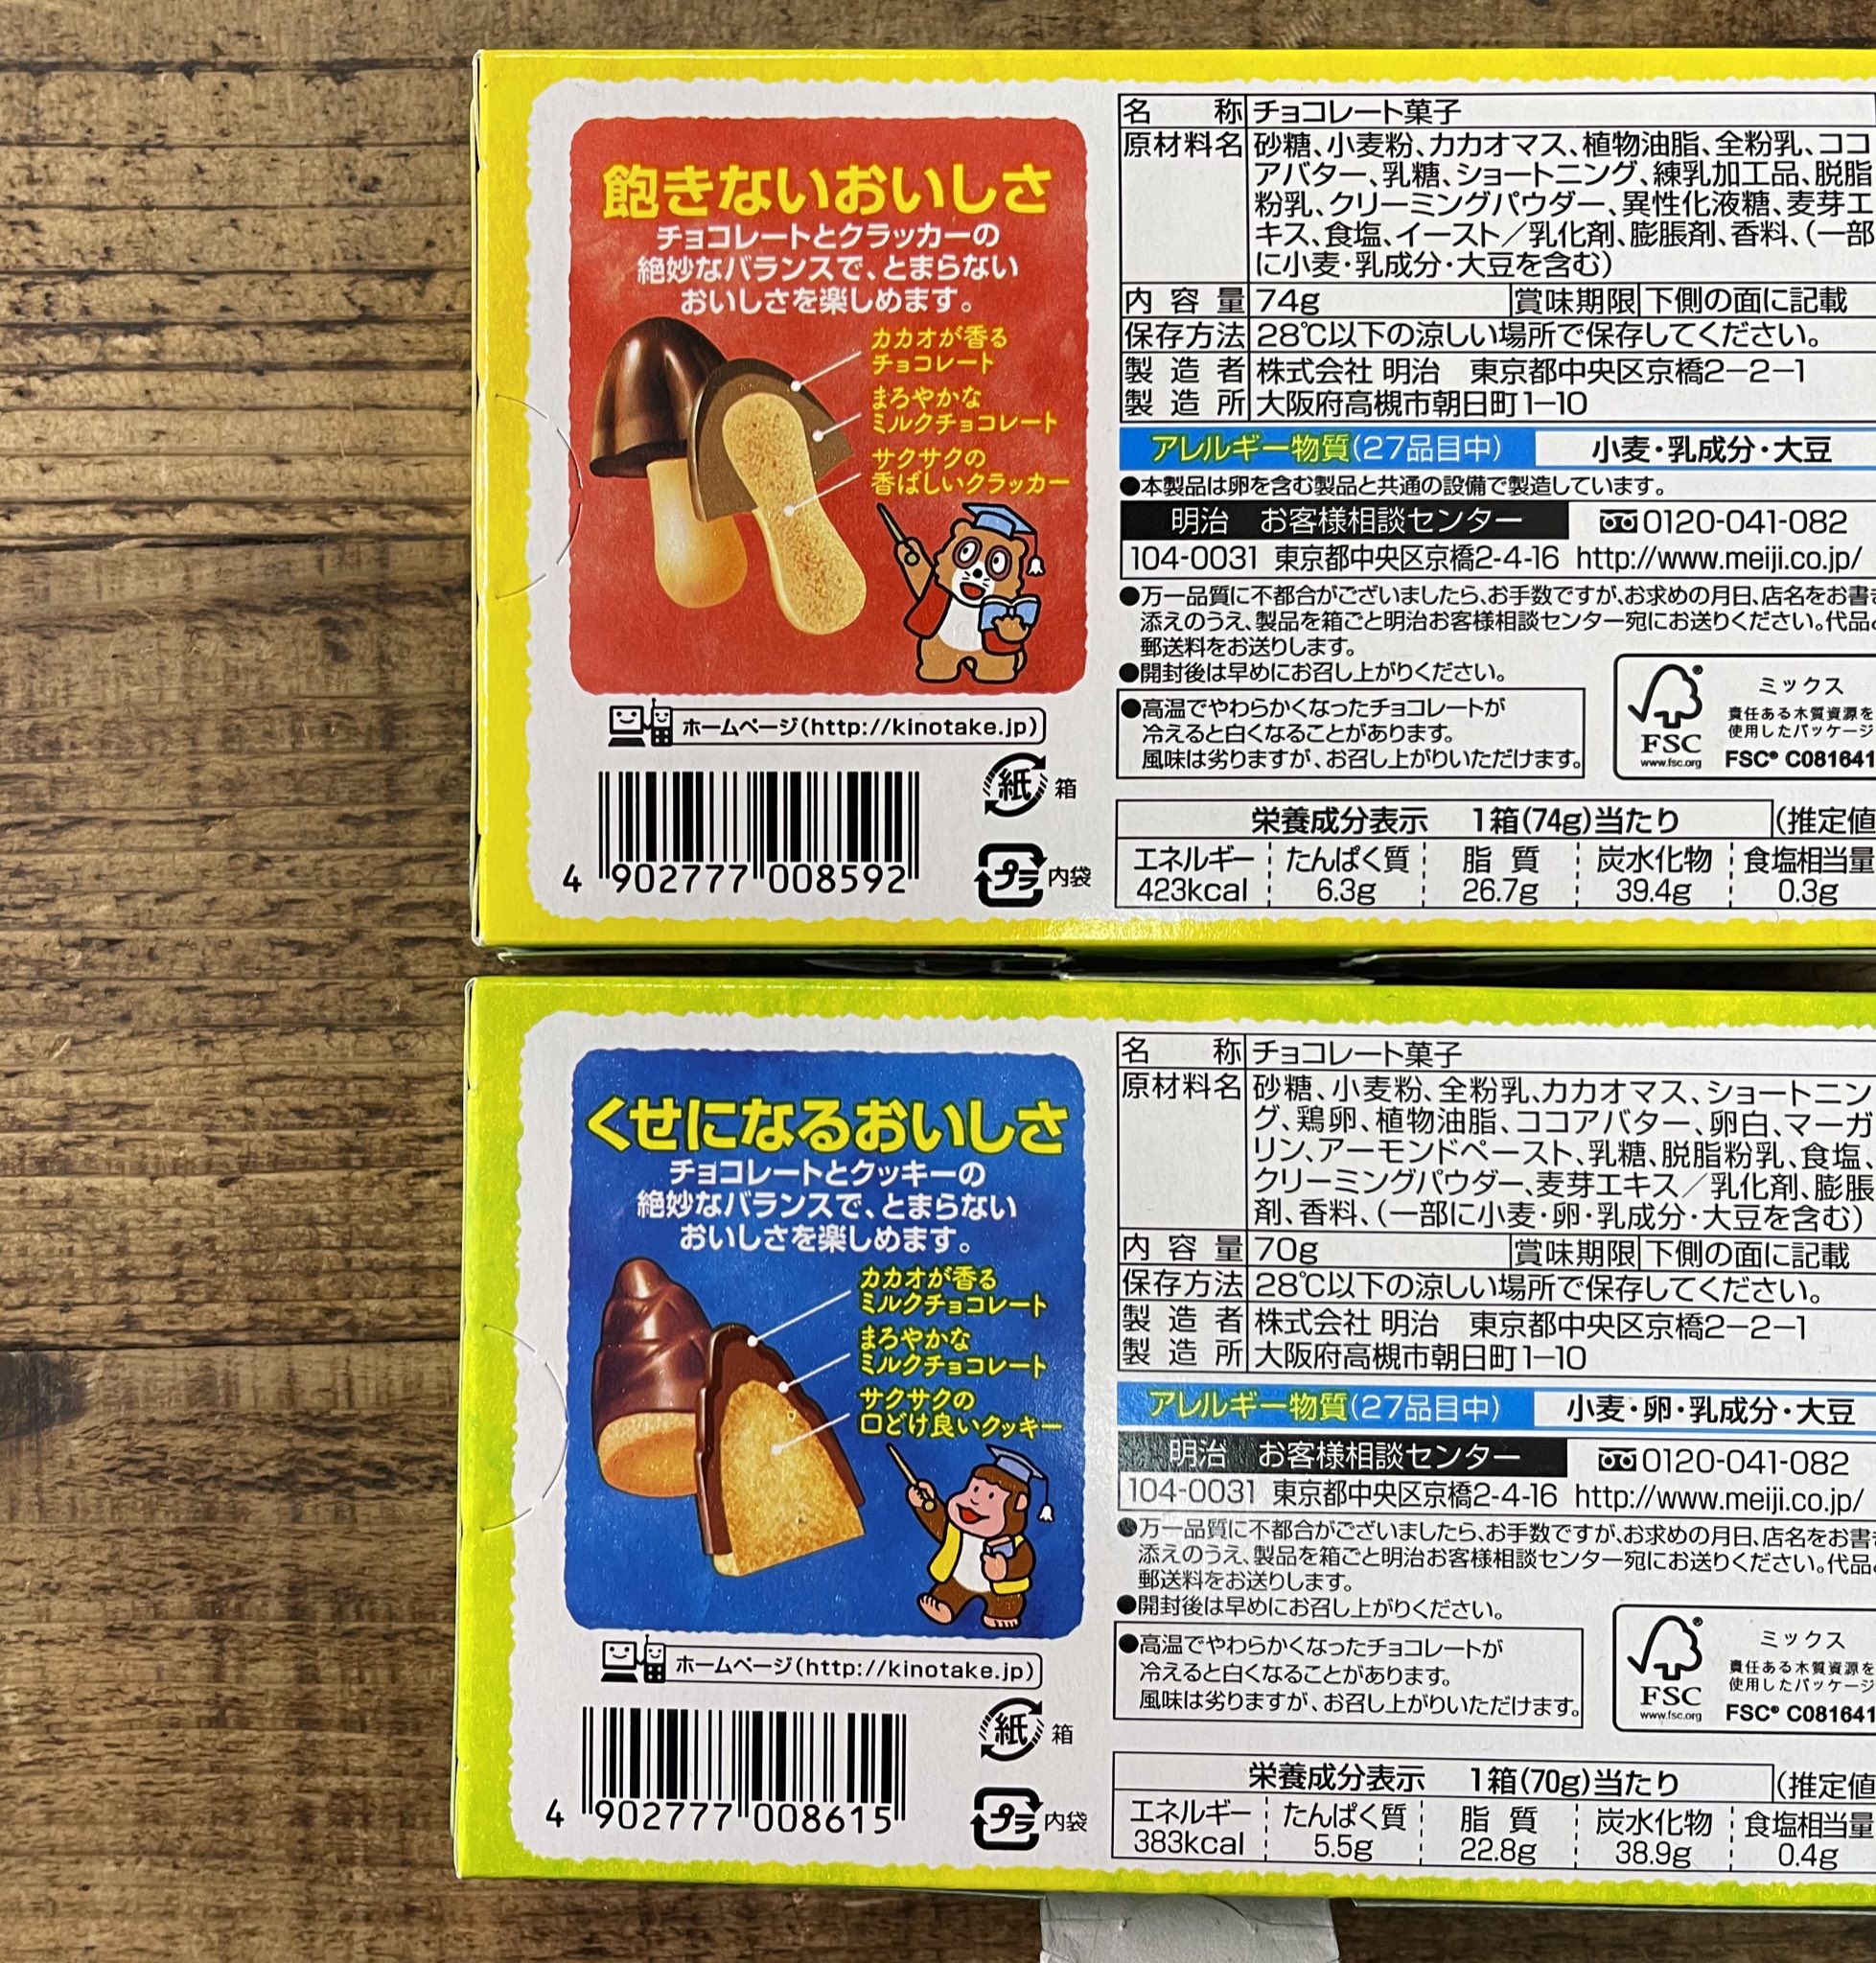 飽きないおいしさ
チョコレートとクラッカーの
絶妙なバランスで、とまらない
おいしさを楽しめます。
カカオが香る
チョコレート
まろやかな
ミルクチョコレート
サクサクの
香ばしいクラッカー
ホームページ(http://kinotake.jp)
紙 箱
プラ 内袋
4 902777 008592
名称 チョコレート菓子
原材料名 砂糖、小麦粉、カカオマス、植物油脂、全粉乳、ココ
アバター、乳糖、ショートニング、練乳加工品、脱脂
粉乳、クリーミングパウダー、異性化液糖、麦芽エ
キス、食塩、イースト／乳化剤、膨脹剤、香料、(一部
に小麦・乳成分・大豆を含む)
内容量 74g 賞味期限 下側の面に記載
保存方法 28℃以下の涼しい場所で保存してください。
製造者 株式会社 明治 東京都中央区京橋2−2−1
製造所 大阪府高槻市朝日町1−10
アレルギー物質(27品目中) 小麦・乳成分・大豆
●本製品は卵を含む製品と共通の設備で製造しています。
明治 お客様相談センター 0120-041-082
104-0031 東京都中央区京橋2-4-16 http://www.meiji.co.jp/
●万一品質に不都合がございましたら、お手数ですが、お求めの月日、店名をお書き
添えのうえ、製品を箱ごと明治お客様相談センター宛にお送りください。代品と
郵送料をお送りします。
●開封後は早めにお召し上がりください。
●高温でやわらかくなったチョコレートが
冷えると白くなることがあります。
風味は劣りますが、お召し上がりいただけます。
ミックス
責任ある木質資源を
使用したパッケージ
FSC
www.fsc.org
FSC® C081641
栄養成分表示 1箱(74g)当たり (推定値
エネルギー たんぱく質 脂質 炭水化物 食塩相当量
423kcal 6.3g 26.7g 39.4g 0.3g
くせになるおいしさ
チョコレートとクッキーの
絶妙なバランスで、とまらない
おいしさを楽しめます。
カカオが香る
ミルクチョコレート
まろやかな
ミルクチョコレート
サクサクの
口どけ良いクッキー
ホームページ(http://kinotake.jp)
紙 箱
プラ 内袋
4 902777 008615
名称 チョコレート菓子
原材料名 砂糖、小麦粉、全粉乳、カカオマス、ショートニン
グ、鶏卵、植物油脂、ココアバター、卵白、マーガ
リン、アーモンドペースト、乳糖、脱脂粉乳、食塩、
クリーミングパウダー、麦芽エキス／乳化剤、膨脹
剤、香料、(一部に小麦・卵・乳成分・大豆を含む)
内容量 70g 賞味期限 下側の面に記載
保存方法 28℃以下の涼しい場所で保存してください。
製造者 株式会社 明治 東京都中央区京橋2−2−1
製造所 大阪府高槻市朝日町1−10
アレルギー物質(27品目中) 小麦・卵・乳成分・大豆
明治 お客様相談センター 0120-041-082
104-0031 東京都中央区京橋2-4-16 http://www.meiji.co.jp/
●万一品質に不都合がございましたら、お手数ですが、お求めの月日、店名をお書き
添えのうえ、製品を箱ごと明治お客様相談センター宛にお送りください。代品と
郵送料をお送りします。
●開封後は早めにお召し上がりください。
●高温でやわらかくなったチョコレートが
冷えると白くなることがあります。
風味は劣りますが、お召し上がりいただけます。
ミックス
責任ある木質資源を
使用したパッケージ
FSC
www.fsc.org
FSC® C081641
栄養成分表示 1箱(70g)当たり (推定値
エネルギー たんぱく質 脂質 炭水化物 食塩相当量
383kcal 5.5g 22.8g 38.9g 0.4g